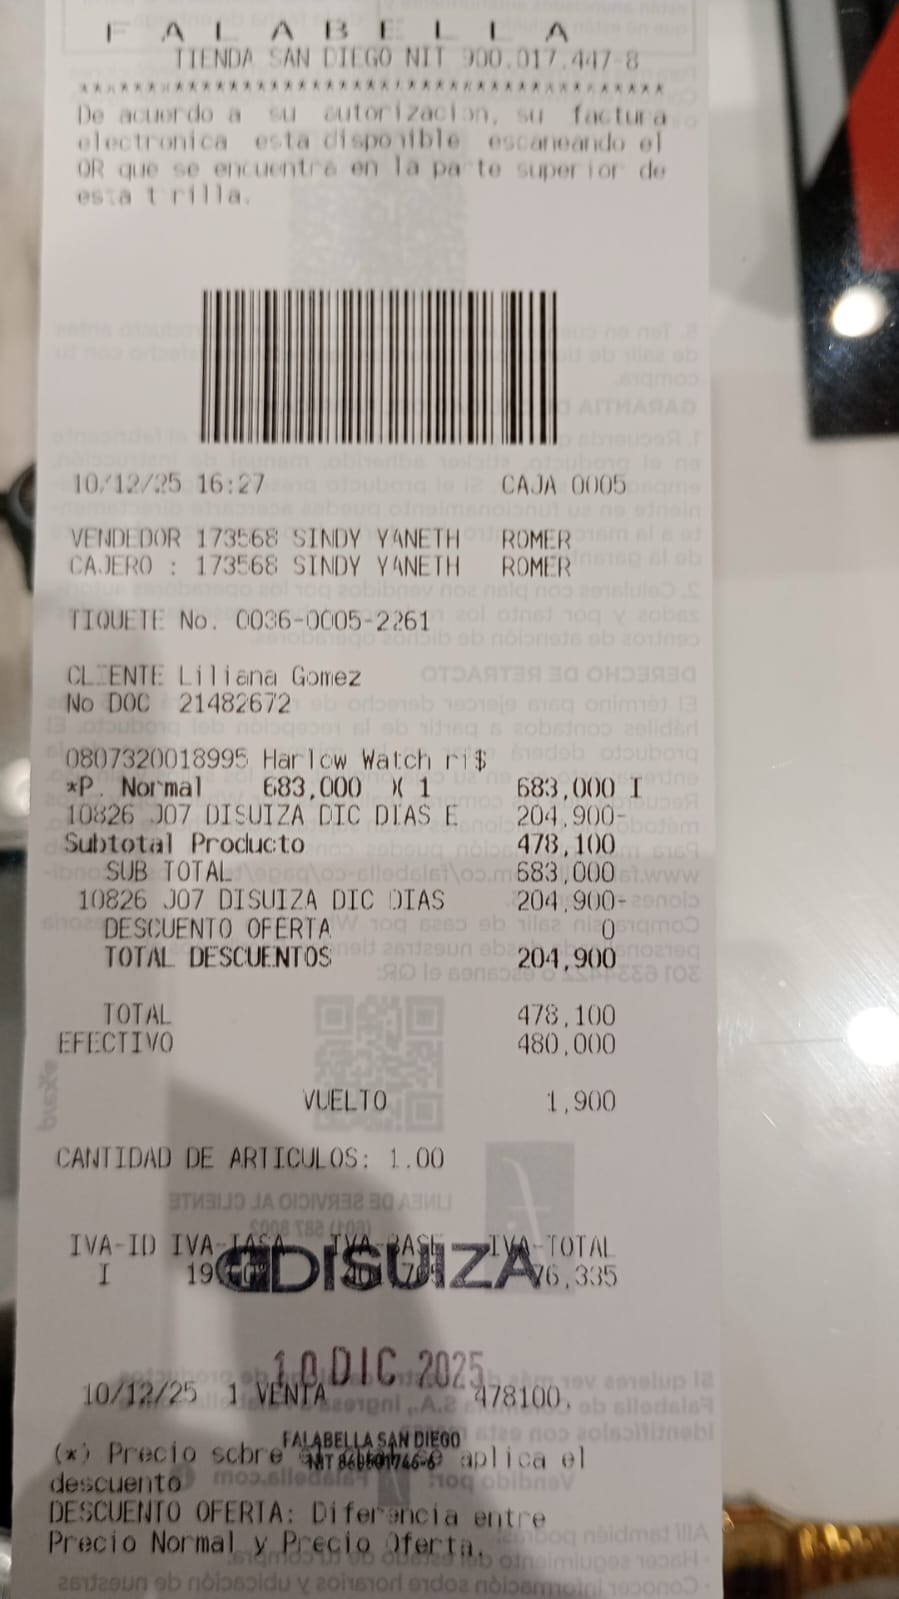 F A L A B E L L A
TIENDA SAN DIEGO NIT 900.017.447-8
****************************************
De acuerdo a su autorizacion, su factura
electronica esta disponible escaneando el
QR que se encuentra en la parte superior de
esta tirilla.
10/12/25 16:27 CAJA 0005
VENDEDOR 173568 SINDY YANETH ROMER
CAJERO : 173568 SINDY YANETH ROMER
TIQUETE No. 0036-0005-2261
CLIENTE Liliana Gomez
No DOC 21482672
0807320018995 Harlow Watch ri$
*P. Normal 683,000 X 1 683,000 I
10826 J07 DISUIZA DIC DIAS E 204,900-
Subtotal Producto 478,100
SUB TOTAL 683,000
10826 J07 DISUIZA DIC DIAS 204,900-
DESCUENTO OFERTA 0
TOTAL DESCUENTOS 204,900
TOTAL 478,100
EFECTIVO 480,000
VUELTO 1,900
CANTIDAD DE ARTICULOS: 1.00
IVA-ID IVA-TASA IVA-BASE IVA-TOTAL
I 76,335
DISUIZA
10 DIC 2025
10/12/25 1 VENTA 478100.
FALABELLA SAN DIEGO
(*) Precio sobre el se aplica el
descuento
DESCUENTO OFERTA: Diferencia entre
Precio Normal y Precio Oferta.